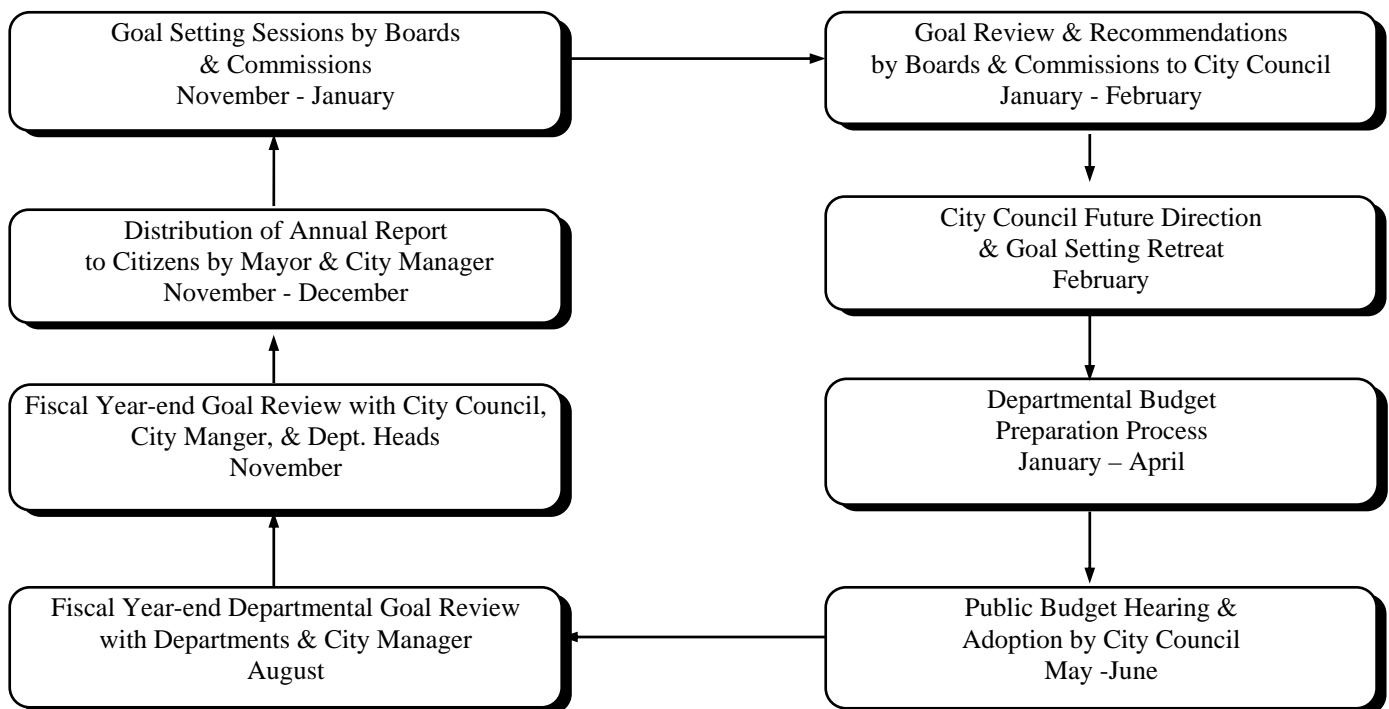 Goal Setting Sessions by Boards
& Commissions
November - January
Goal Review & Recommendations
by Boards & Commissions to City Council
January - February
City Council Future Direction
& Goal Setting Retreat
February
Departmental Budget
Preparation Process
January – April
Public Budget Hearing &
Adoption by City Council
May -June
Fiscal Year-end Departmental Goal Review
with Departments & City Manager
August
Fiscal Year-end Goal Review with City Council,
City Manger, & Dept. Heads
November
Distribution of Annual Report
to Citizens by Mayor & City Manager
November - December